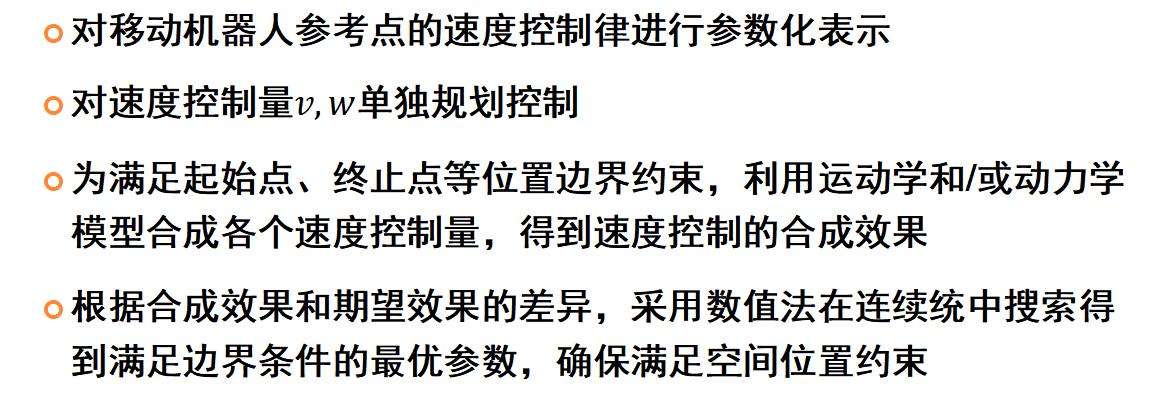 对移动机器人参考点的速度控制律进行参数化表示
对速度控制量v, w单独规划控制
为满足起始点、终止点等位置边界约束，利用运动学和/或动力学
模型合成各个速度控制量，得到速度控制的合成效果
根据合成效果和期望效果的差异，采用数值法在连续统中搜索得
到满足边界条件的最优参数，确保满足空间位置约束